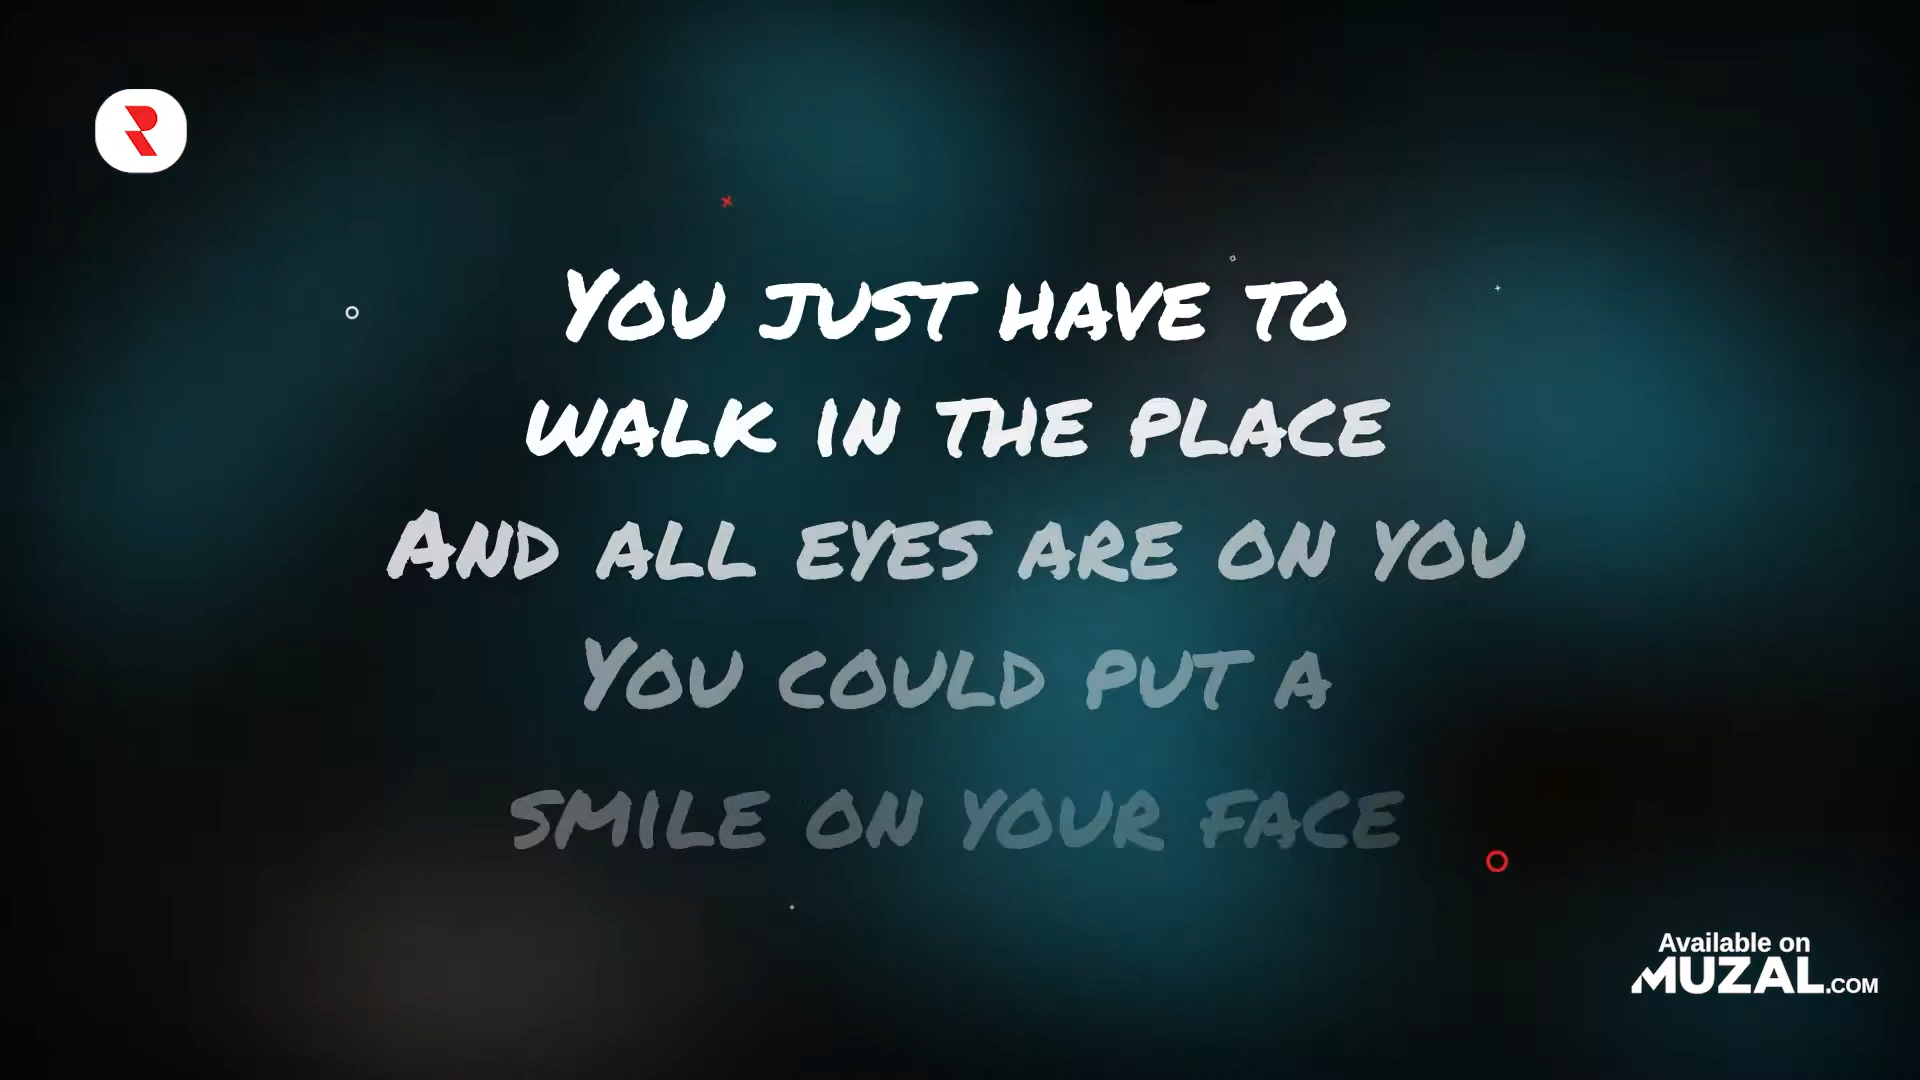 You just have to
walk in the place
And all eyes are on you
You could put a
smile on your face
Available on
MUZAL.COM